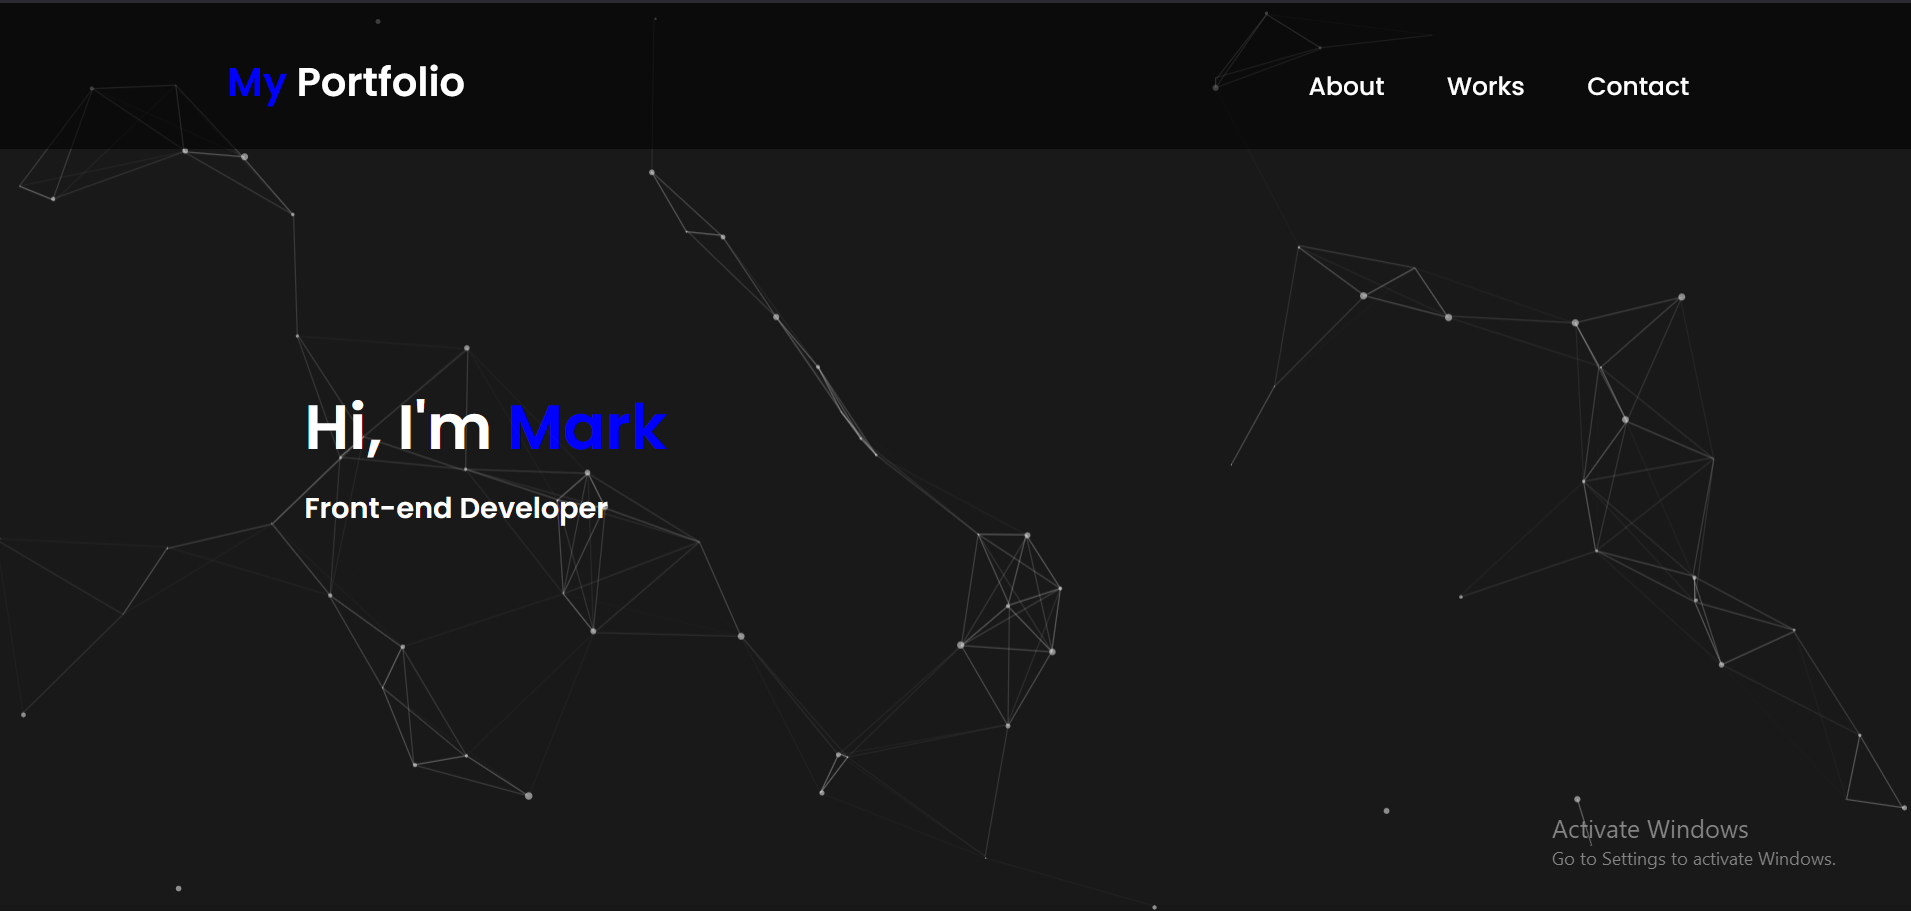 My Portfolio
About Works Contact
Hi, I'm Mark
Front-end Developer
Activate Windows
Go to Settings to activate Windows.